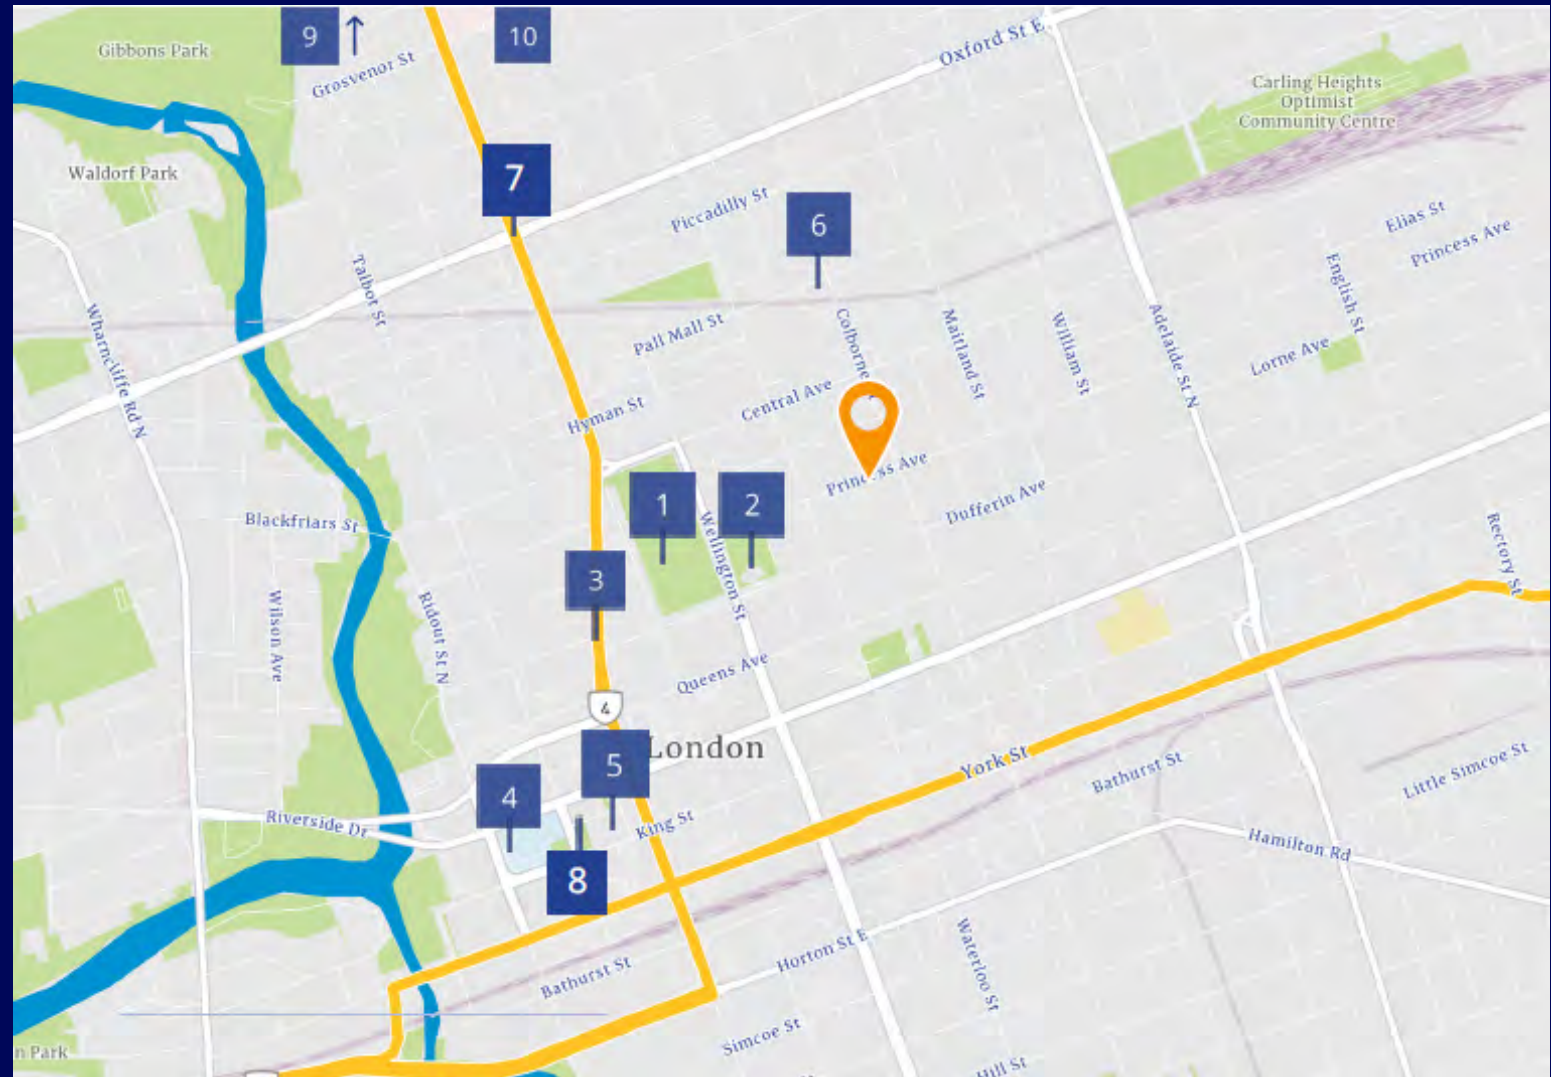 Gibbons Park
9
↑
10
Grosvenor St
Oxford St E
Carling Heights
Optimist
Community Centre
Waldorf Park
7
Piccadilly St
6
Elias St
Princess Ave
English St
Talbot St
Wharncliffe Rd N
Pall Mall St
Colborne
Maitland St
William St
Adelaide St N
Lorne Ave
Central Ave
Hyman St
Princess Ave
Dufferin Ave
1
2
Blackfriars St
Wellington St
Rectory St
3
Wilson Ave
Ridout St N
Queens Ave
4
London
5
York St
Bathurst St
Little Simcoe St
4
Riverside Dr
King St
Hamilton Rd
8
Horton St E
Waterloo St
Bathurst St
Simcoe St
n Park
Hill St